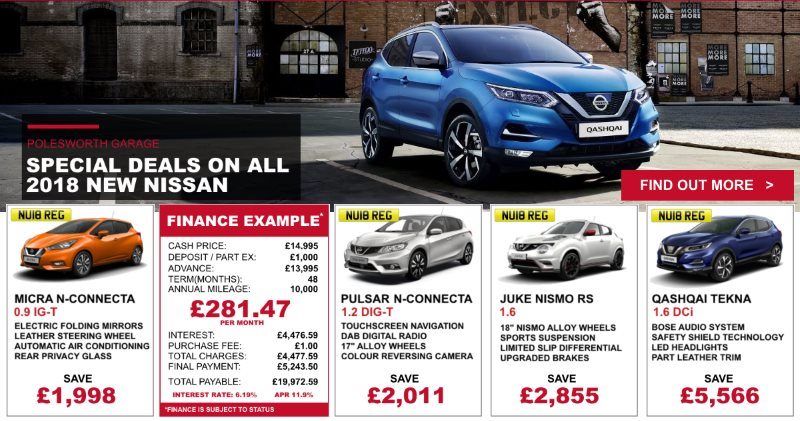 POLESWORTH GARAGE
SPECIAL DEALS ON ALL
2018 NEW NISSAN
QASHQAI
FIND OUT MORE >
NU18 REG
MICRA N-CONNECTA
0.9 IG-T
ELECTRIC FOLDING MIRRORS
LEATHER STEERING WHEEL
AUTOMATIC AIR CONDITIONING
REAR PRIVACY GLASS
SAVE
£1,998
FINANCE EXAMPLE*
CASH PRICE: £14,995
DEPOSIT / PART EX: £1,000
ADVANCE: £13,995
TERM(MONTHS): 48
ANNUAL MILEAGE: 10,000
£281.47
PER MONTH
INTEREST: £4,476.59
PURCHASE FEE: £1.00
TOTAL CHARGES: £4,477.59
FINAL PAYMENT: £5,243.50
TOTAL PAYABLE: £19,972.59
INTEREST RATE: 6.19% APR 11.9%
*FINANCE IS SUBJECT TO STATUS
NU18 REG
PULSAR N-CONNECTA
1.2 DIG-T
TOUCHSCREEN NAVIGATION
DAB DIGITAL RADIO
17" ALLOY WHEELS
COLOUR REVERSING CAMERA
SAVE
£2,011
NU18 REG
JUKE NISMO RS
1.6
18" NISMO ALLOY WHEELS
SPORTS SUSPENSION
LIMITED SLIP DIFFERENTIAL
UPGRADED BRAKES
SAVE
£2,855
NU18 REG
QASHQAI TEKNA
1.6 DCi
BOSE AUDIO SYSTEM
SAFETY SHIELD TECHNOLOGY
LED HEADLIGHTS
PART LEATHER TRIM
SAVE
£5,566